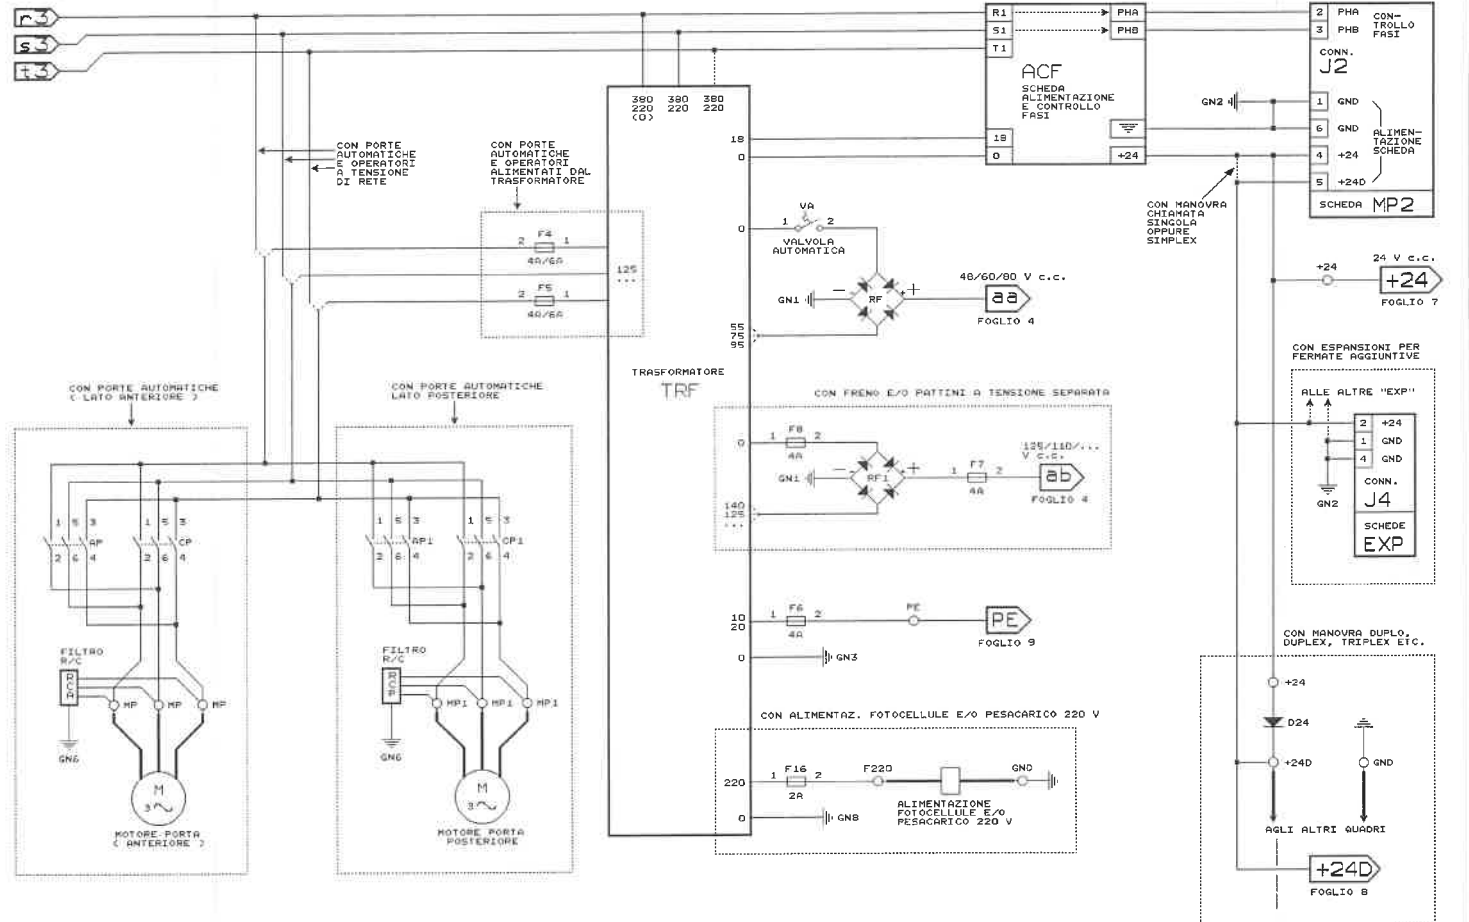 r3
s3
t3
R1
S1
T1
PHA
PHB
ACF
SCHEDA
ALIMENTAZIONE
E CONTROLLO
FASI
18
0
+24
2 PHA
3 PHB
CON-
TROLLO
FASI
CONN.
J2
1 GND
6 GND
4 +24
5 +24D
ALIMEN-
TAZIONE
SCHEDA
SCHEDA MP2
GN2
CON MANOVRA
CHIAMATA
SINGOLA
OPPURE
SIMPLEX
380 380 380
220 220 220
(0)
18
0
CON PORTE
AUTOMATICHE
E OPERATORI
A TENSIONE
DI RETE
CON PORTE
AUTOMATICHE
E OPERATORI
ALIMENTATI DAL
TRASFORMATORE
2 F4 1
4A/6A
2 F5 1
4A/6A
125
...
0
VA
1 2
VALVOLA
AUTOMATICA
GN1
RF
- +
48/60/80 V c.c.
aa
FOGLIO 4
55
75
95
+24
24 V c.c.
+24
FOGLIO 7
TRASFORMATORE
TRF
CON PORTE AUTOMATICHE
( LATO ANTERIORE )
CON PORTE AUTOMATICHE
LATO POSTERIORE
CON FRENO E/O PATTINI A TENSIONE SEPARATA
0
1 F8 2
4A
GN1
RF1
- +
1 F7 2
4A
125/110/...
V c.c.
ab
FOGLIO 4
140
125
...
CON ESPANSIONI PER
FERMATE AGGIUNTIVE
ALLE ALTRE "EXP"
2 +24
1 GND
4 GND
CONN.
J4
GN2
SCHEDE
EXP
1 5 3
AP
2 6 4
1 5 3
CP
2 6 4
1 5 3
AP1
2 6 4
1 5 3
CP1
2 6 4
10
20
1 F6 2
4A
PE
PE
FOGLIO 9
0
GN3
FILTRO
R/C
RCA
MP MP MP
GN6
M
3
MOTORE PORTA
( ANTERIORE )
FILTRO
R/C
RCP
MP1 MP1 MP1
GN6
M
3
MOTORE PORTA
POSTERIORE
CON ALIMENTAZ. FOTOCELLULE E/O PESACARICO 220 V
220
1 F16 2
2A
F220
GND
ALIMENTAZIONE
FOTOCELLULE E/O
PESACARICO 220 V
0
GN8
CON MANOVRA DUPLO,
DUPLEX, TRIPLEX ETC.
+24
D24
+24D
GND
AGLI ALTRI QUADRI
+24D
FOGLIO 8